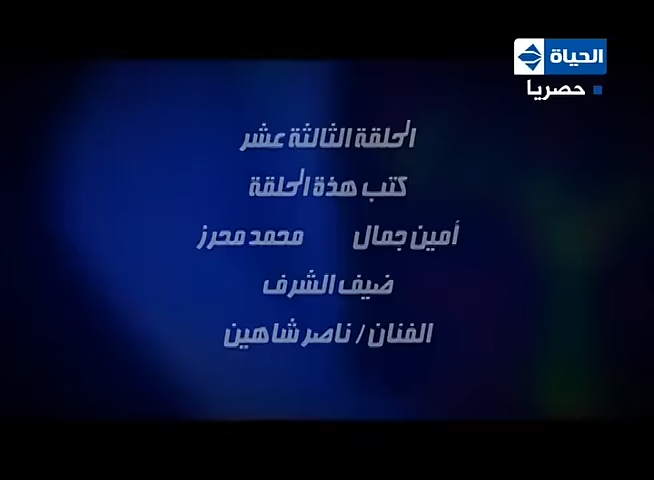 الحياة
حصريا
الحلقة الثالثة عشر
كتب هذة الحلقة
أمين جمال محمد محرز
ضيف الشرف
الفنان / ناصر شاهين